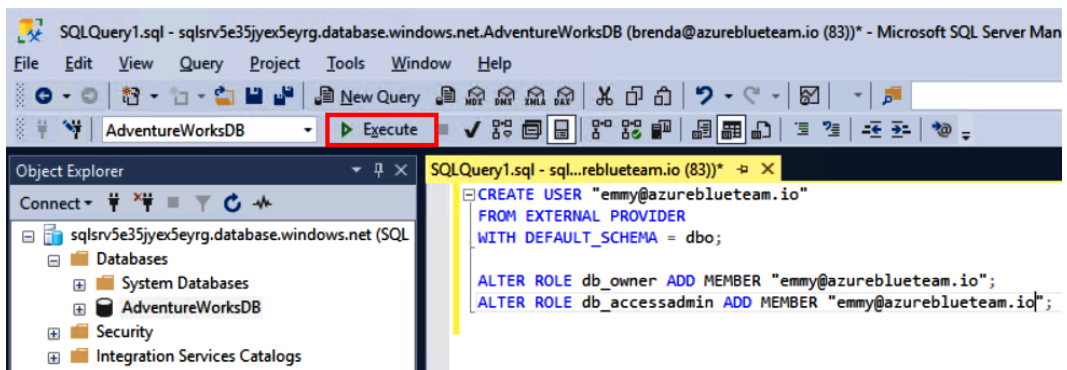 SQLQuery1.sql - sqlsrv5e35jyex5eyrg.database.windows.net.AdventureWorksDB (brenda@azureblueteam.io (83))* - Microsoft SQL Server Man
File Edit View Query Project Tools Window Help
New Query MDX DMX XMLA DAX
AdventureWorksDB Execute
Object Explorer
Connect
sqlsrv5e35jyex5eyrg.database.windows.net (SQL
Databases
System Databases
AdventureWorksDB
Security
Integration Services Catalogs
SQLQuery1.sql - sql...reblueteam.io (83))*
CREATE USER "emmy@azureblueteam.io"
FROM EXTERNAL PROVIDER
WITH DEFAULT_SCHEMA = dbo;
ALTER ROLE db_owner ADD MEMBER "emmy@azureblueteam.io";
ALTER ROLE db_accessadmin ADD MEMBER "emmy@azureblueteam.io";